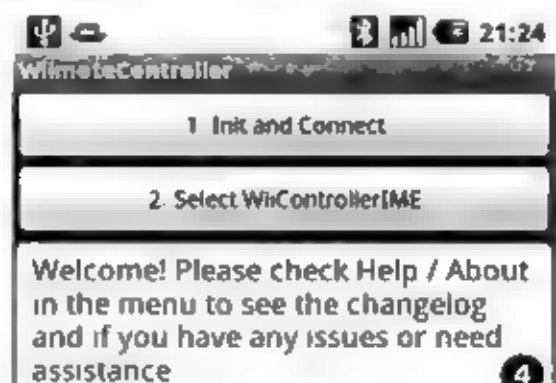 21:24
WiimoteController
1 Init and Connect
2. Select WiiControllerIME
Welcome! Please check Help / About
in the menu to see the changelog
and if you have any issues or need
assistance
4